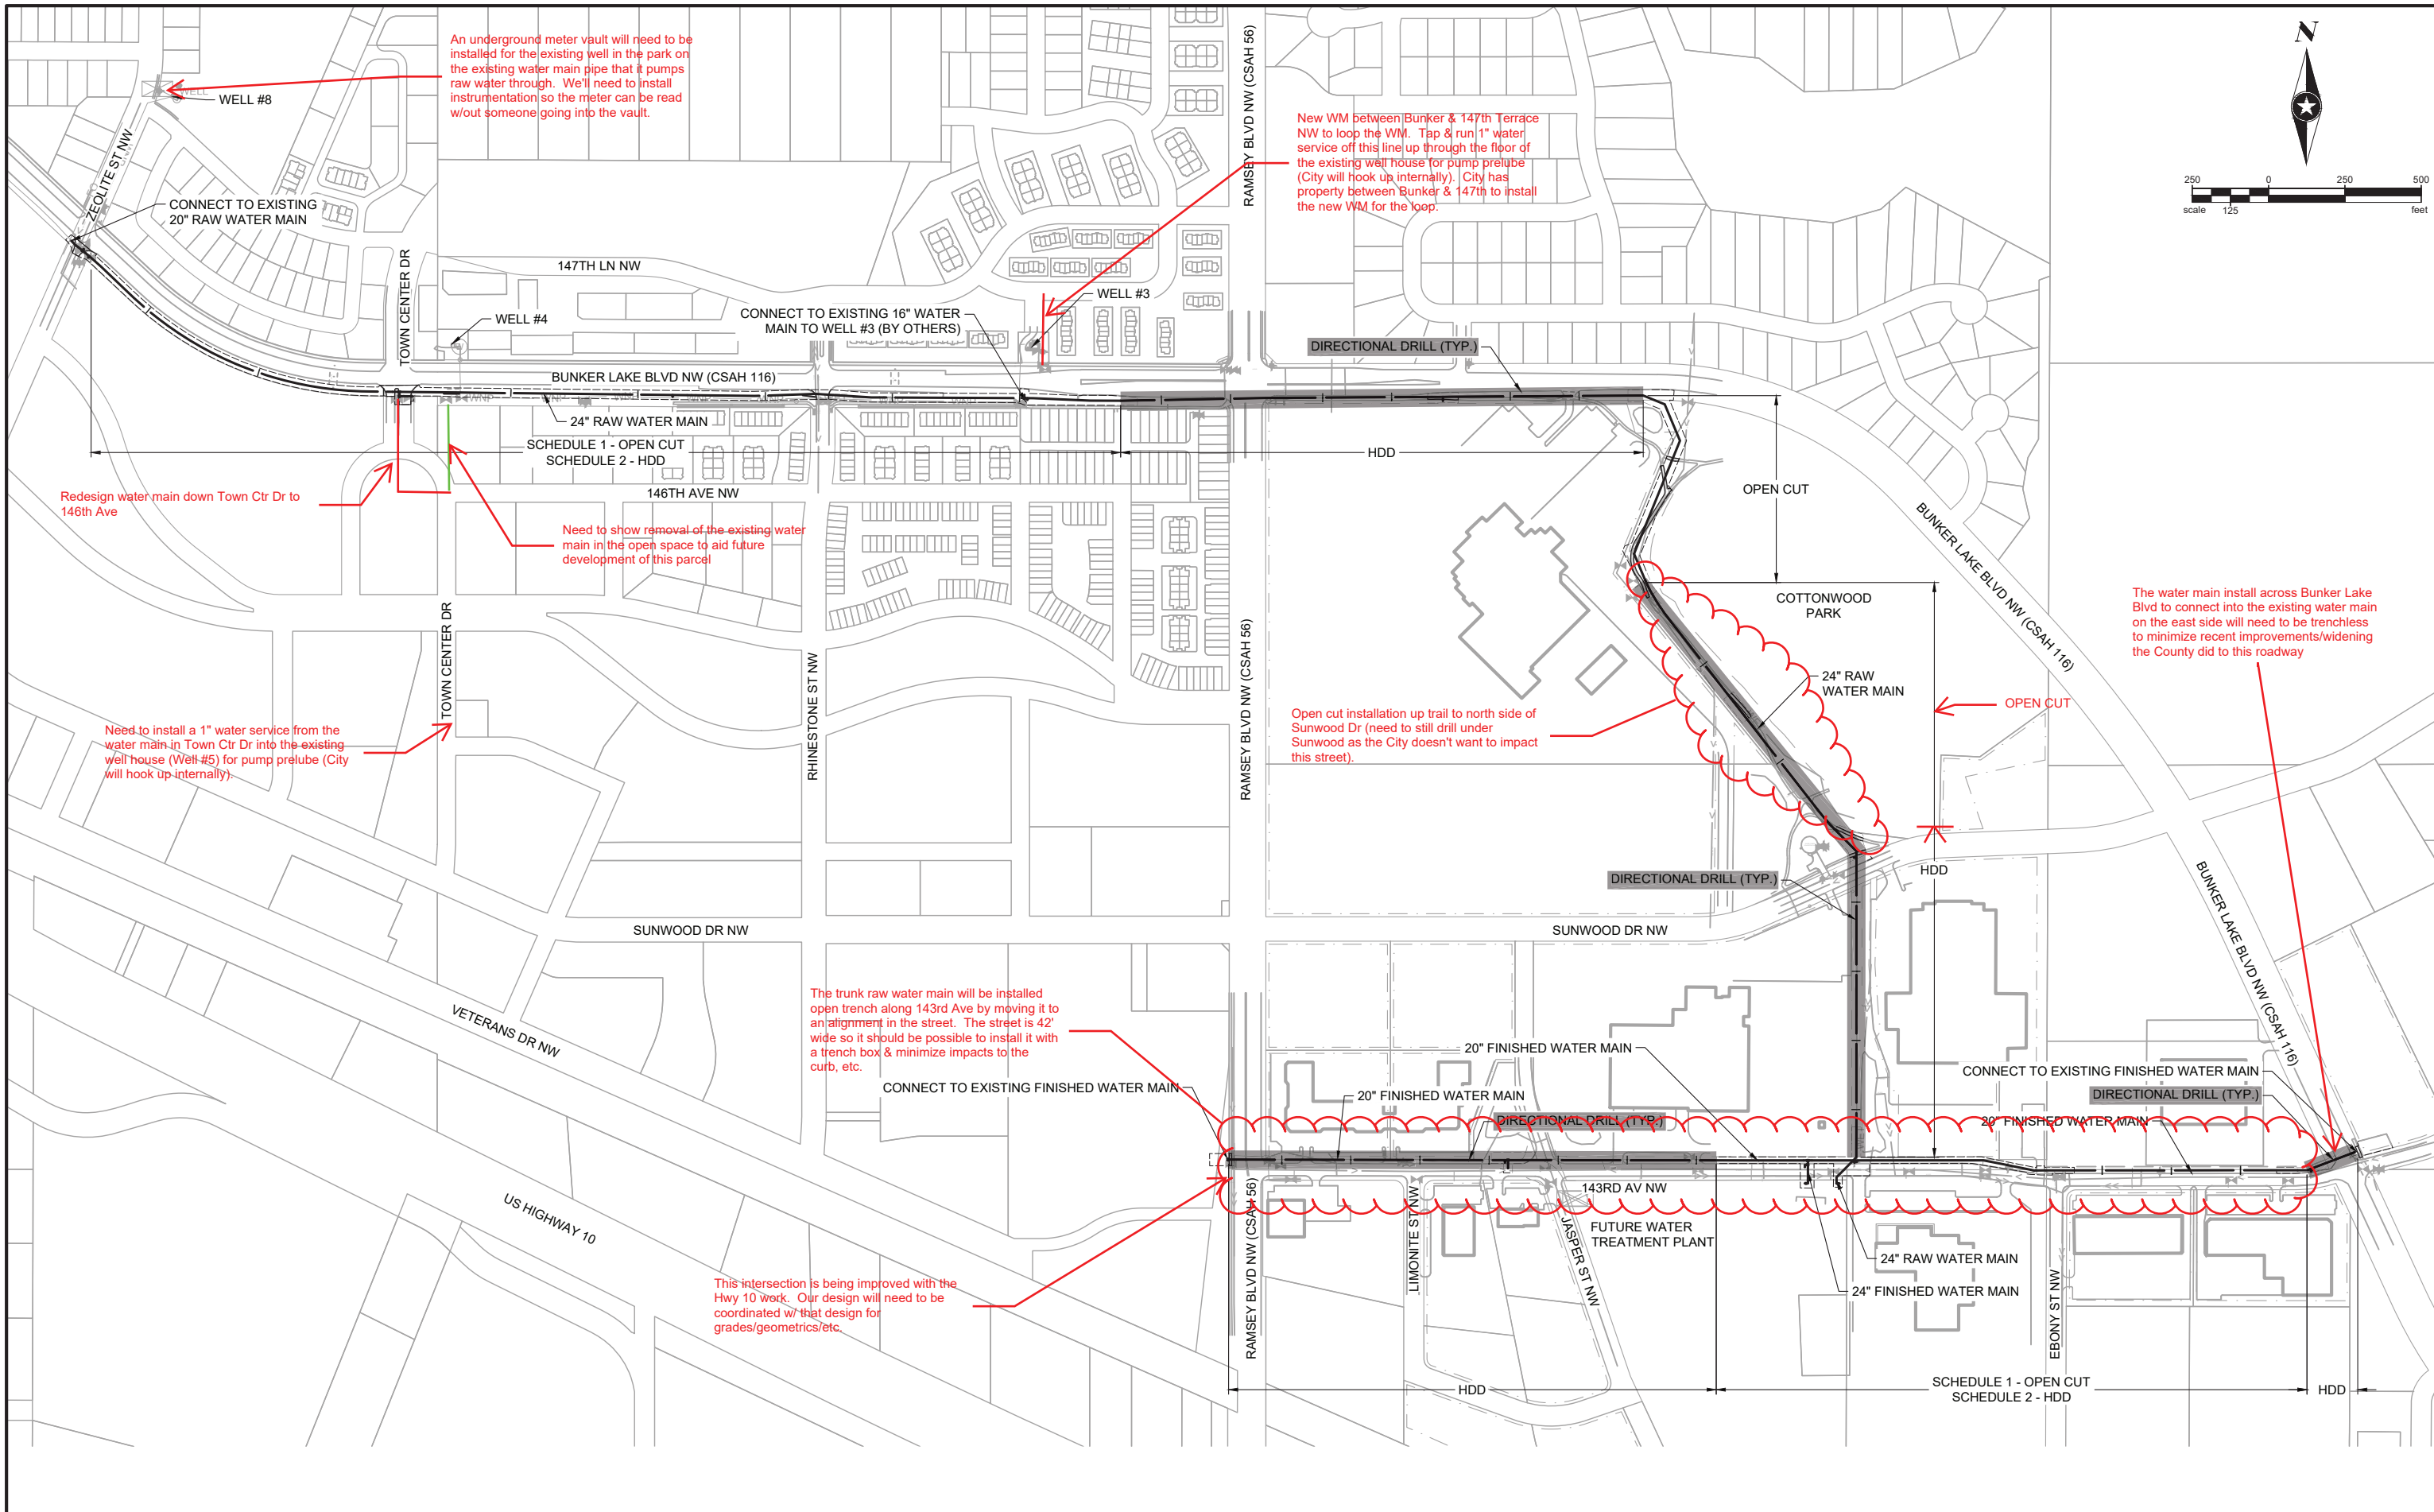 An underground meter vault will need to be
installed for the existing well in the park on
the existing water main pipe that it pumps
raw water through. We'll need to install
instrumentation so the meter can be read
w/out someone going into the vault.
WELL
WELL #8
ZEOLITE ST NW
CONNECT TO EXISTING
20" RAW WATER MAIN
RAMSEY BLVD NW (CSAH 56)
New WM between Bunker & 147th Terrace
NW to loop the WM. Tap & run 1" water
service off this line up through the floor of
the existing well house for pump prelube
(City will hook up internally). City has
property between Bunker & 147th to install
the new WM for the loop.
N
250
0
250
500
scale
125
feet
147TH LN NW
TOWN CENTER DR
WELL #4
CONNECT TO EXISTING 16" WATER
MAIN TO WELL #3 (BY OTHERS)
WELL #3
DIRECTIONAL DRILL (TYP.)
BUNKER LAKE BLVD NW (CSAH 116)
24" RAW WATER MAIN
SCHEDULE 1 - OPEN CUT
SCHEDULE 2 - HDD
HDD
OPEN CUT
Redesign water main down Town Ctr Dr to
146th Ave
146TH AVE NW
Need to show removal of the existing water
main in the open space to aid future
development of this parcel
BUNKER LAKE BLVD NW (CSAH 116)
COTTONWOOD
PARK
The water main install across Bunker Lake
Blvd to connect into the existing water main
on the east side will need to be trenchless
to minimize recent improvements/widening
the County did to this roadway
TOWN CENTER DR
RHINESTONE ST NW
RAMSEY BLVD NW (CSAH 56)
24" RAW
WATER MAIN
OPEN CUT
Open cut installation up trail to north side of
Sunwood Dr (need to still drill under
Sunwood as the City doesn't want to impact
this street).
Need to install a 1" water service from the
water main in Town Ctr Dr into the existing
well house (Well #5) for pump prelube (City
will hook up internally).
DIRECTIONAL DRILL (TYP.)
HDD
SUNWOOD DR NW
SUNWOOD DR NW
BUNKER LAKE BLVD NW (CSAH 116)
VETERANS DR NW
The trunk raw water main will be installed
open trench along 143rd Ave by moving it to
an alignment in the street. The street is 42'
wide so it should be possible to install it with
a trench box & minimize impacts to the
curb, etc.
CONNECT TO EXISTING FINISHED WATER MAIN
20" FINISHED WATER MAIN
20" FINISHED WATER MAIN
DIRECTIONAL DRILL (TYP.)
CONNECT TO EXISTING FINISHED WATER MAIN
DIRECTIONAL DRILL (TYP.)
20" FINISHED WATER MAIN
US HIGHWAY 10
RAMSEY BLVD NW (CSAH 56)
LIMONITE ST NW
JASPER ST NW
143RD AV NW
FUTURE WATER
TREATMENT PLANT
24" RAW WATER MAIN
24" FINISHED WATER MAIN
EBONY ST NW
This intersection is being improved with the
Hwy 10 work. Our design will need to be
coordinated w/ that design for
grades/geometrics/etc.
HDD
SCHEDULE 1 - OPEN CUT
SCHEDULE 2 - HDD
HDD